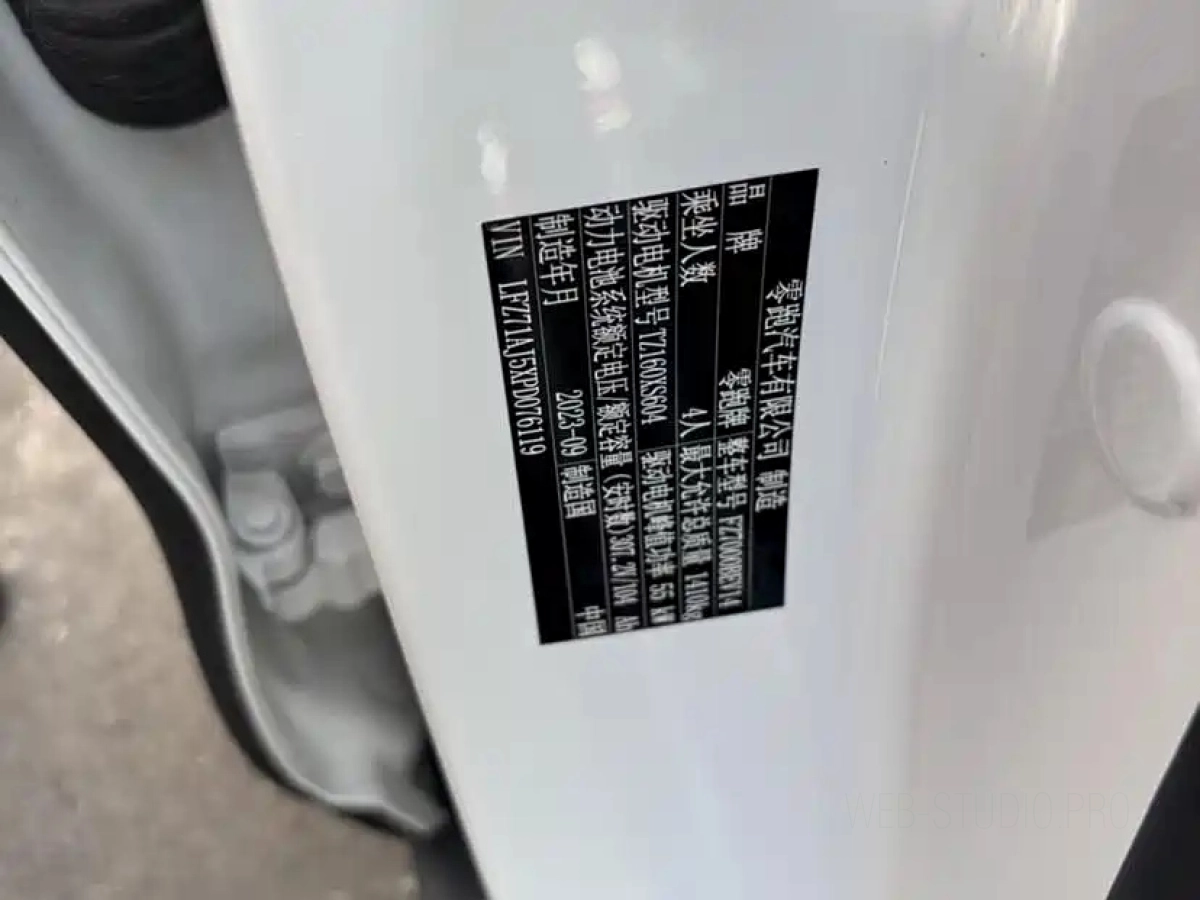 零跑汽车有限公司 制造
品牌 零跑牌 整车型号 FZ7000BEV14
乘坐人数 4人 最大允许总质量 1410kg
驱动电机型号 TZ160XS604 驱动电机峰值功率 55 kW
动力电池系统额定电压/额定容量(安时数) 307.2V/104 Ah
制造年月 2023-09 制造国 中国
VIN LFZ71AJ5XPD076119
WEB-STUDIO.PRO